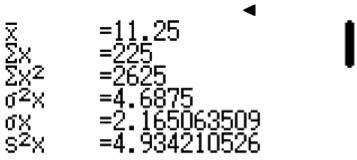 x̄ =11.25
Σx =225
Σx² =2625
σ²x =4.6875
σx =2.165063509
s²x =4.934210526